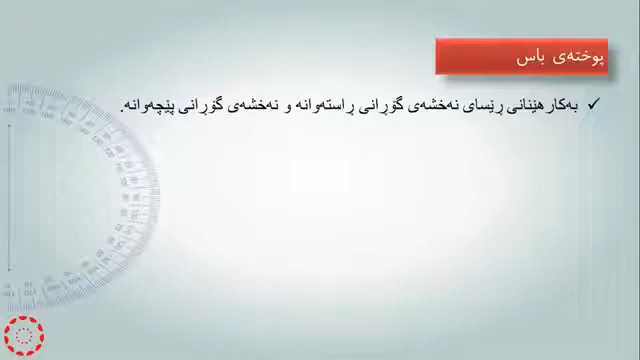 پوختەی باس
✓ بەکارهێنانی ڕێسای نەخشەی گۆڕانی ڕاستەوانە و نەخشەی گۆڕانی پێچەوانە.